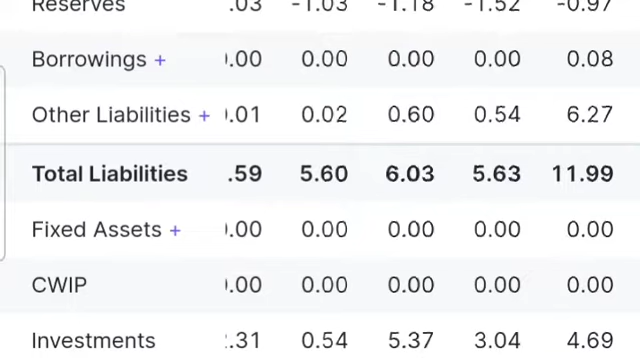 Reserves .03 -1.03 -1.18 -1.52 -0.97
Borrowings + .00 0.00 0.00 0.00 0.08
Other Liabilities + .01 0.02 0.60 0.54 6.27
Total Liabilities .59 5.60 6.03 5.63 11.99
Fixed Assets + .00 0.00 0.00 0.00 0.00
CWIP .00 0.00 0.00 0.00 0.00
Investments .31 0.54 5.37 3.04 4.69